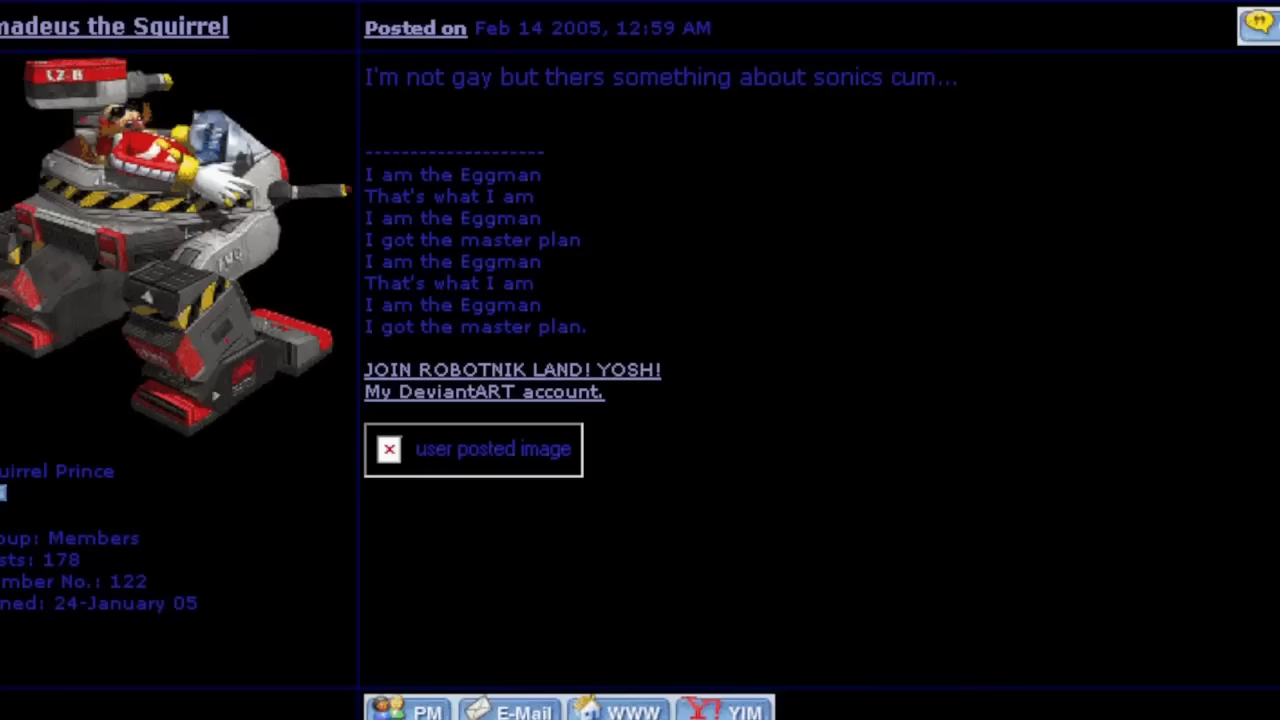 madeus the Squirrel
Posted on Feb 14 2005, 12:59 AM
I'm not gay but thers something about sonics cum...
--------------------
I am the Eggman
That's what I am
I am the Eggman
I got the master plan
I am the Eggman
That's what I am
I am the Eggman
I got the master plan.
JOIN ROBOTNIK LAND! YOSH!
My DeviantART account.
user posted image
LZ-B
uirrel Prince
oup: Members
sts: 178
mber No.: 122
ned: 24-January 05
PM E-Mail WWW YIM